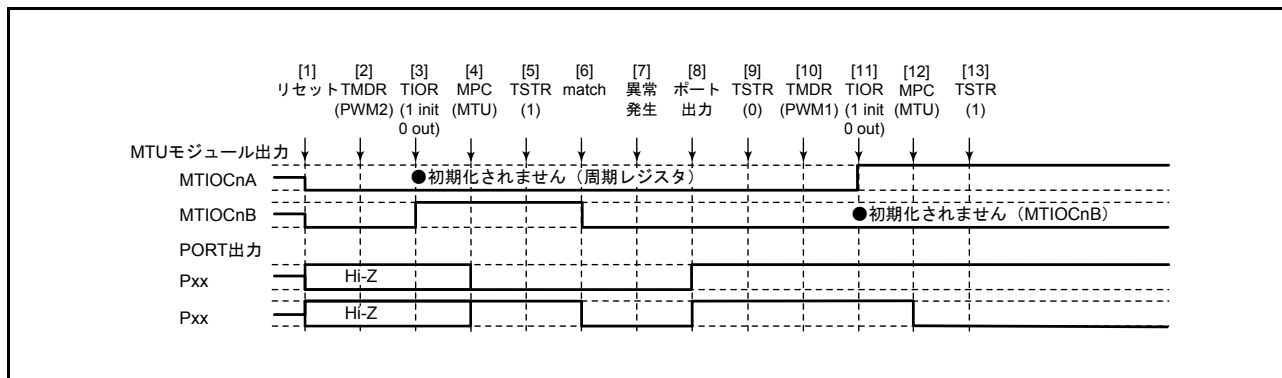 [1] [2] [3] [4] [5] [6] [7] [8] [9] [10] [11] [12] [13]
リセット TMDR TIOR MPC TSTR match 異常 ポート TSTR TMDR TIOR MPC TSTR
(PWM2) (1 init (MTU) (1) 発生 出力 (0) (PWM1) (1 init (MTU) (1)
0 out) 0 out)
MTUモジュール出力
MTIOCnA ●初期化されません（周期レジスタ）
MTIOCnB ●初期化されません（MTIOCnB）
PORT出力
Pxx Hi-Z
Pxx Hi-Z